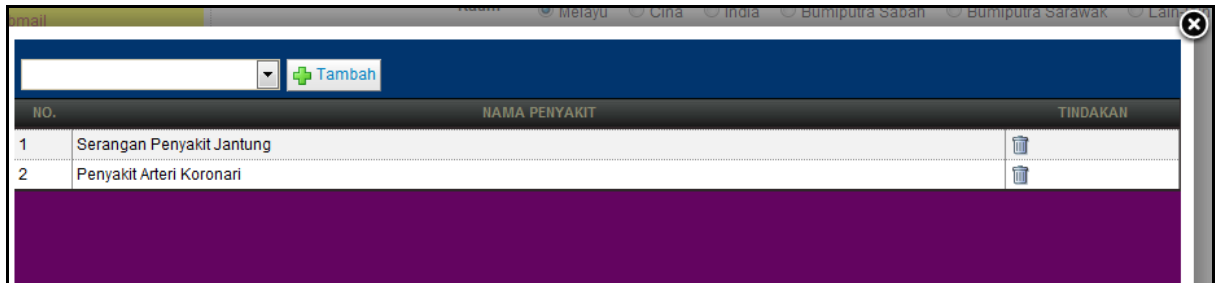 Kaum Melayu Cina India Bumiputra Sabah Bumiputra Sarawak
Tambah
NO. NAMA PENYAKIT TINDAKAN
1 Serangan Penyakit Jantung
2 Penyakit Arteri Koronari